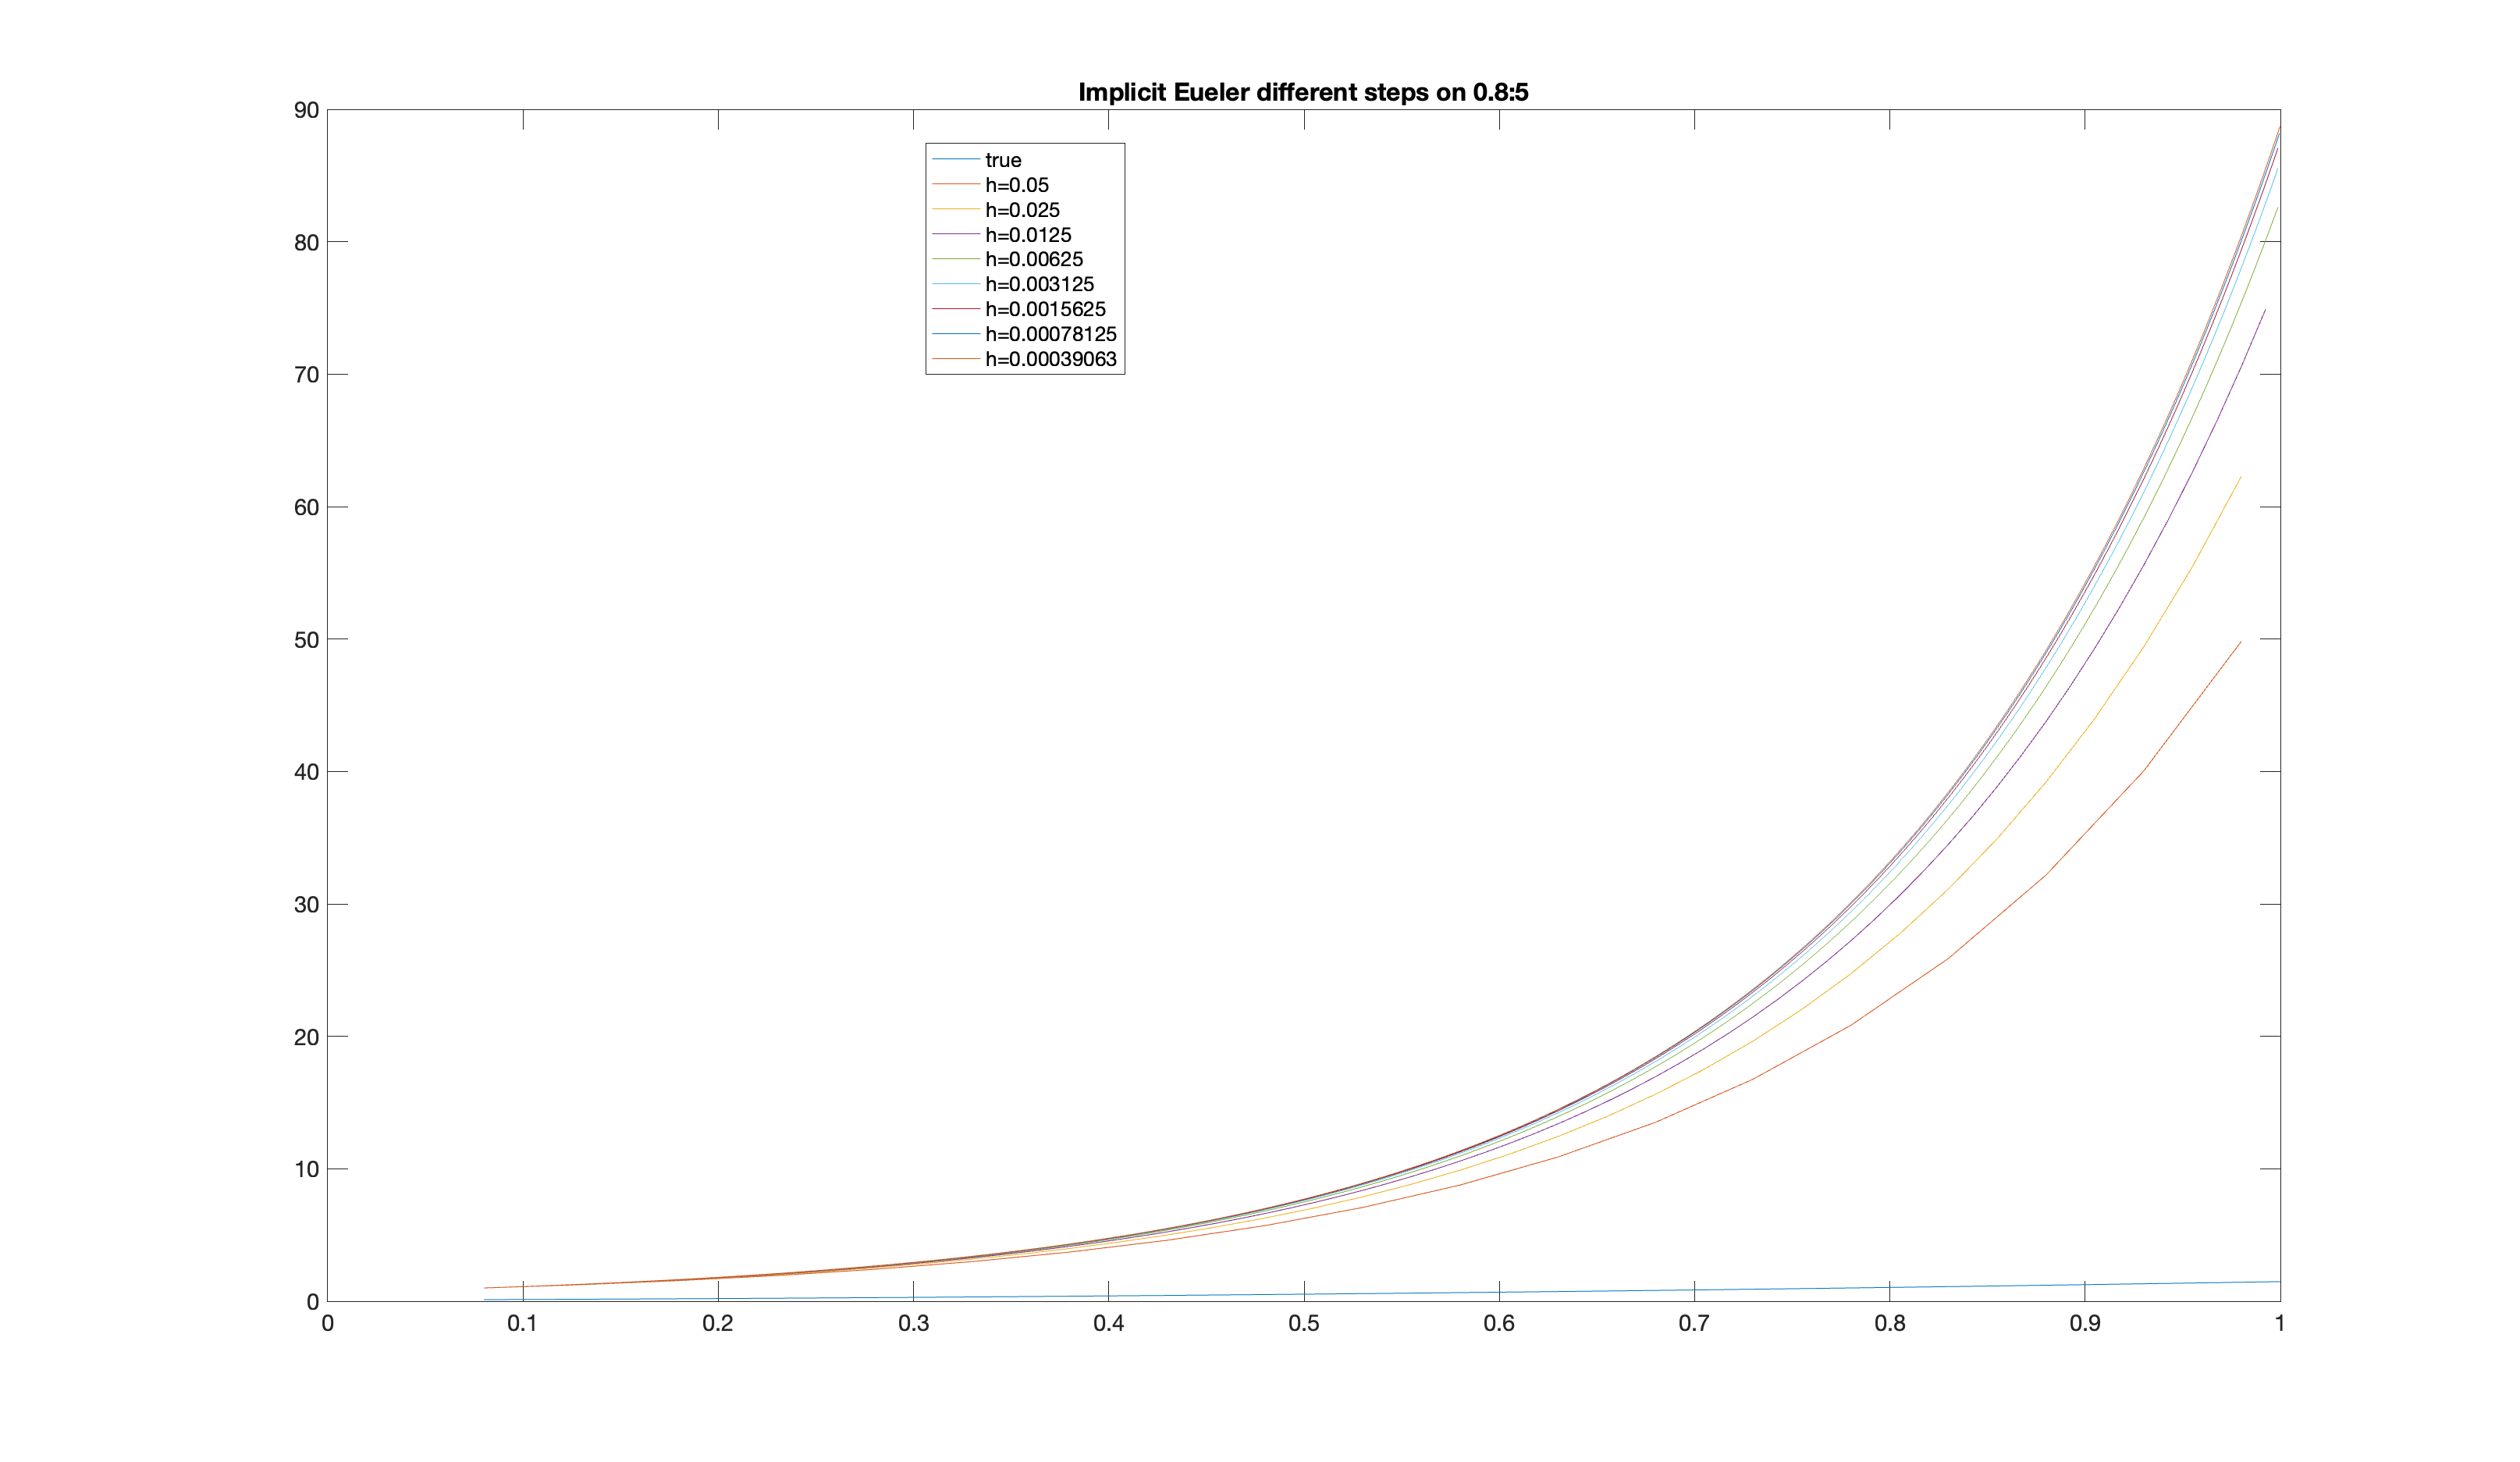 Implicit Eueler different steps on 0.8:5
90
80
70
60
50
40
30
20
10
0
true
h=0.05
h=0.025
h=0.0125
h=0.00625
h=0.003125
h=0.0015625
h=0.00078125
h=0.00039063
0 0.1 0.2 0.3 0.4 0.5 0.6 0.7 0.8 0.9 1